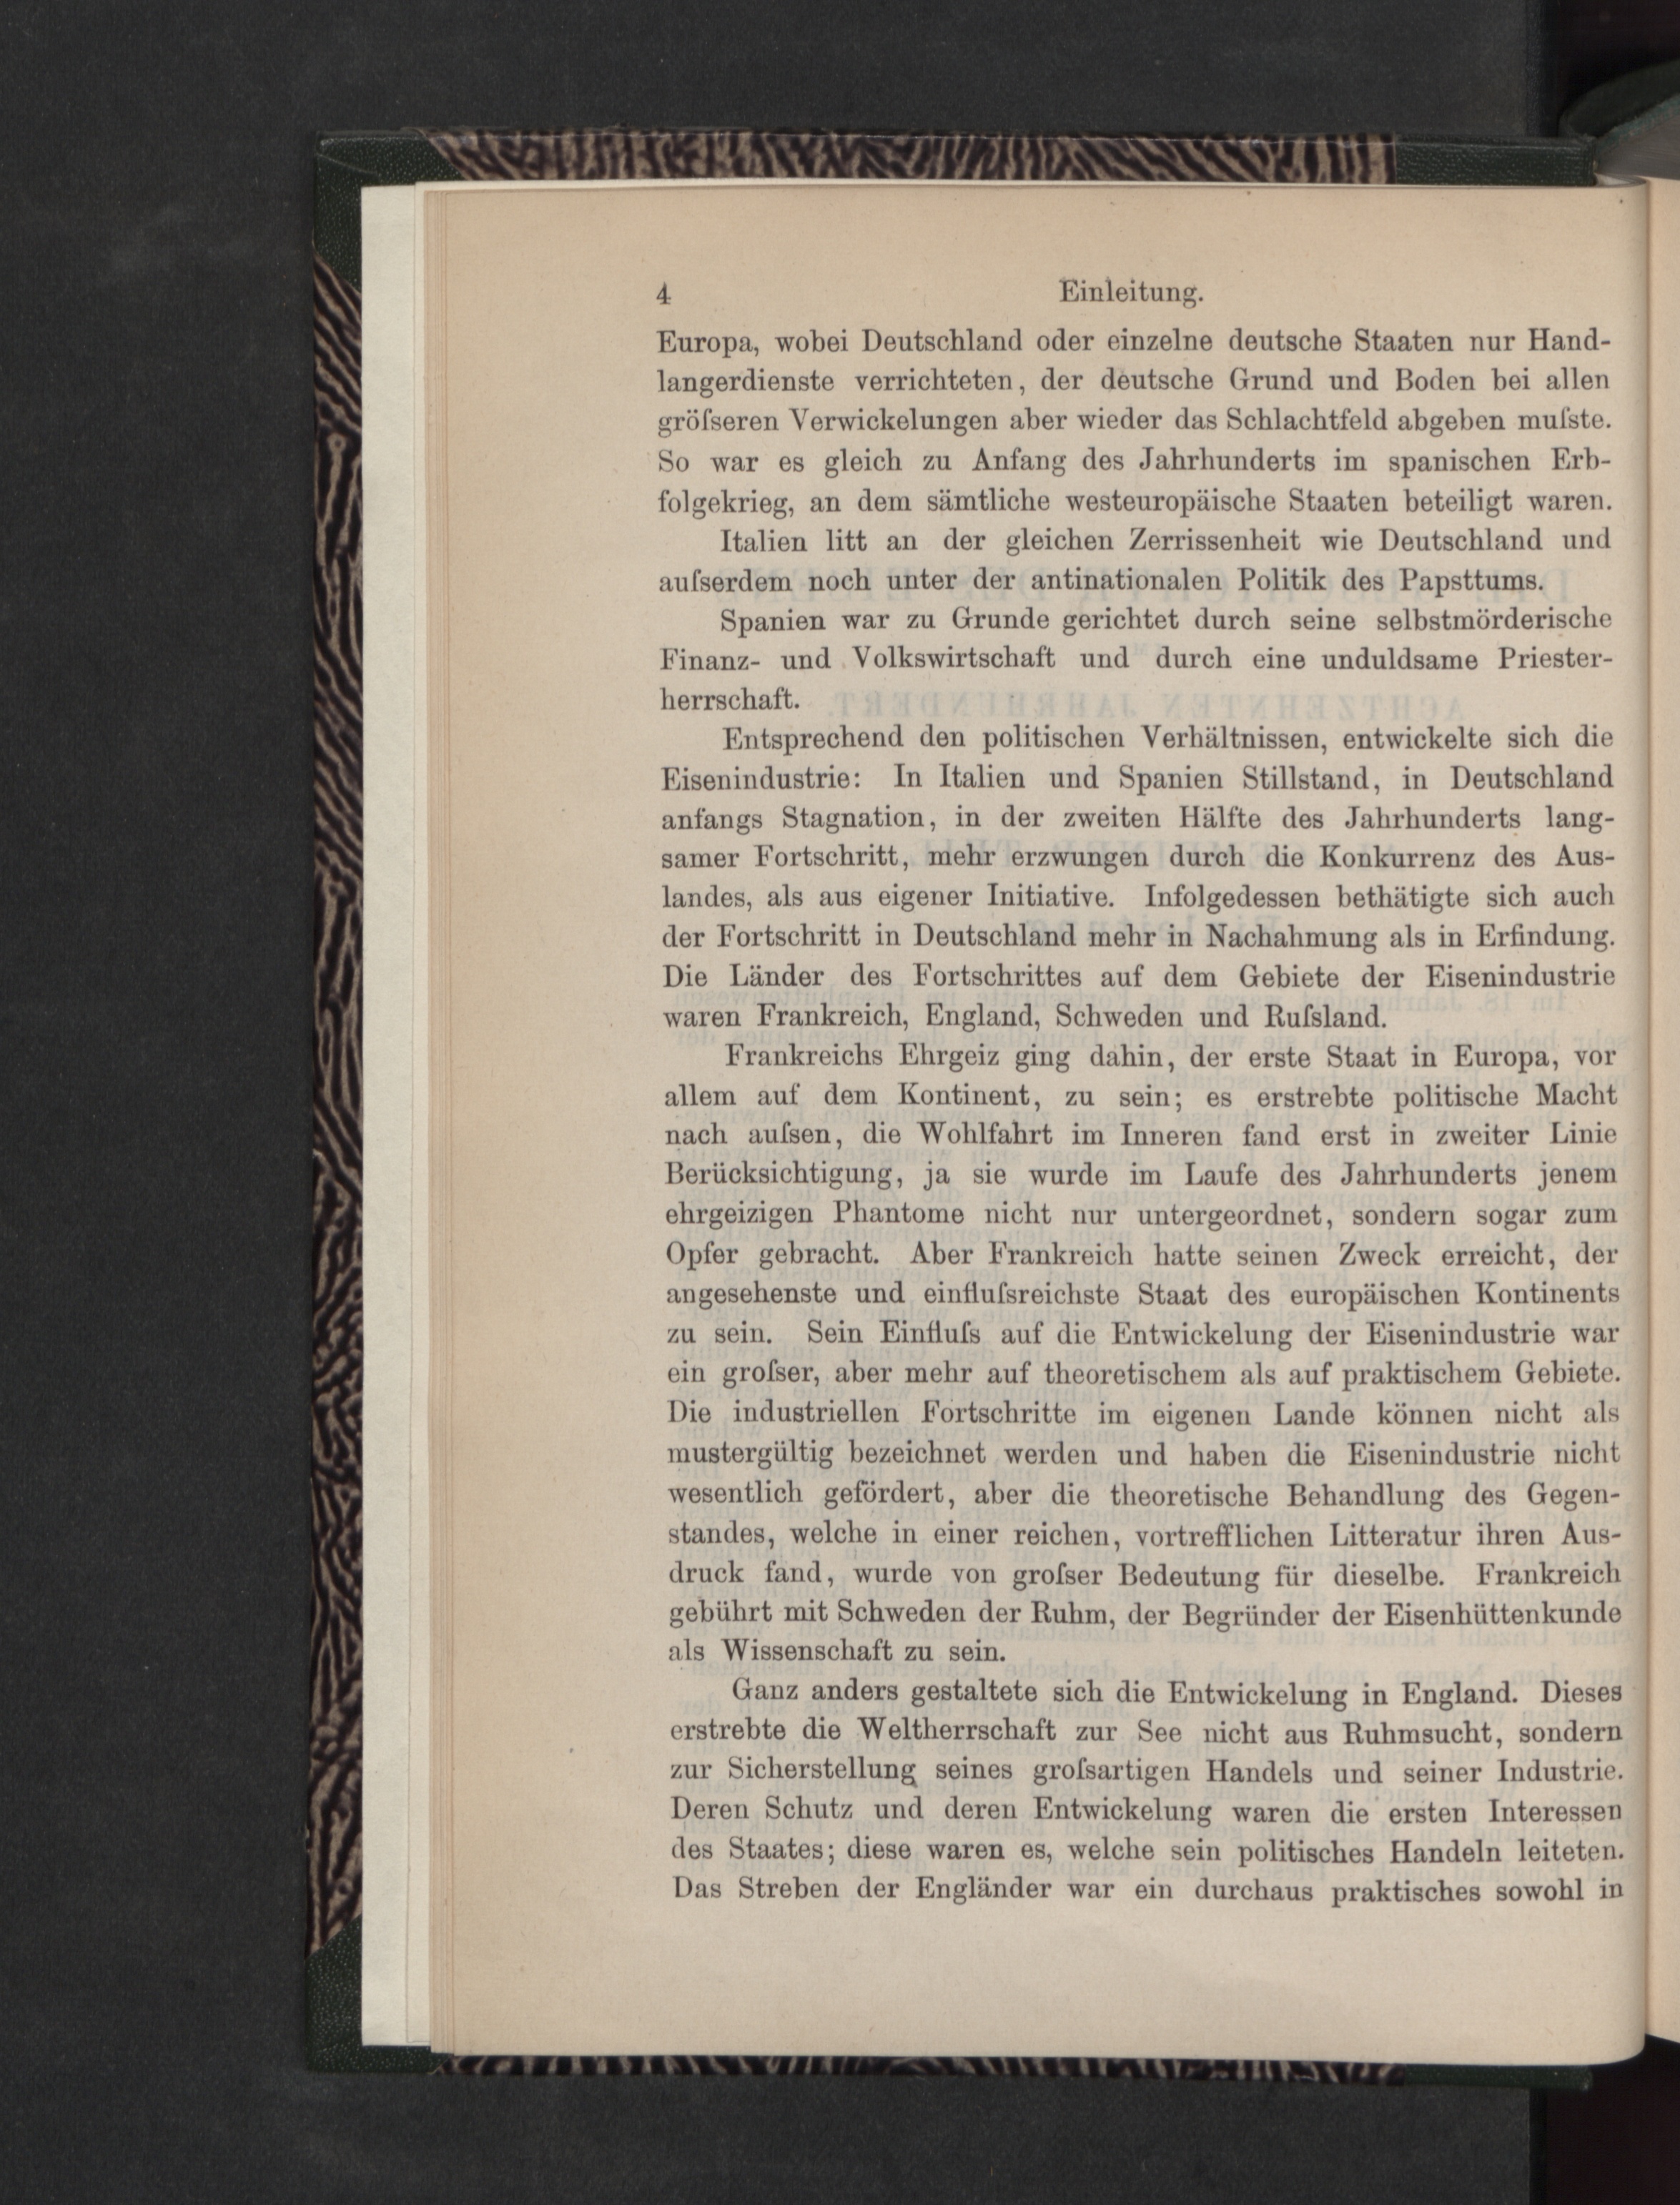 4 Einleitung.
Europa, wobei Deutschland oder einzelne deutsche Staaten nur Hand-
langerdienste verrichteten, der deutsche Grund und Boden bei allen
gröſseren Verwickelungen aber wieder das Schlachtfeld abgeben muſste.
So war es gleich zu Anfang des Jahrhunderts im spanischen Erb-
folgekrieg, an dem sämtliche westeuropäische Staaten beteiligt waren.
Italien litt an der gleichen Zerrissenheit wie Deutschland und
auſserdem noch unter der antinationalen Politik des Papsttums.
Spanien war zu Grunde gerichtet durch seine selbstmörderische
Finanz- und Volkswirtschaft und durch eine unduldsame Priester-
herrschaft.
Entsprechend den politischen Verhältnissen, entwickelte sich die
Eisenindustrie: In Italien und Spanien Stillstand, in Deutschland
anfangs Stagnation, in der zweiten Hälfte des Jahrhunderts lang-
samer Fortschritt, mehr erzwungen durch die Konkurrenz des Aus-
landes, als aus eigener Initiative. Infolgedessen bethätigte sich auch
der Fortschritt in Deutschland mehr in Nachahmung als in Erfindung.
Die Länder des Fortschrittes auf dem Gebiete der Eisenindustrie
waren Frankreich, England, Schweden und Ruſsland.
Frankreichs Ehrgeiz ging dahin, der erste Staat in Europa, vor
allem auf dem Kontinent, zu sein; es erstrebte politische Macht
nach auſsen, die Wohlfahrt im Inneren fand erst in zweiter Linie
Berücksichtigung, ja sie wurde im Laufe des Jahrhunderts jenem
ehrgeizigen Phantome nicht nur untergeordnet, sondern sogar zum
Opfer gebracht. Aber Frankreich hatte seinen Zweck erreicht, der
angesehenste und einfluſsreichste Staat des europäischen Kontinents
zu sein. Sein Einfluſs auf die Entwickelung der Eisenindustrie war
ein groſser, aber mehr auf theoretischem als auf praktischem Gebiete.
Die industriellen Fortschritte im eigenen Lande können nicht als
mustergültig bezeichnet werden und haben die Eisenindustrie nicht
wesentlich gefördert, aber die theoretische Behandlung des Gegen-
standes, welche in einer reichen, vortrefflichen Litteratur ihren Aus-
druck fand, wurde von groſser Bedeutung für dieselbe. Frankreich
gebührt mit Schweden der Ruhm, der Begründer der Eisenhüttenkunde
als Wissenschaft zu sein.
Ganz anders gestaltete sich die Entwickelung in England. Dieses
erstrebte die Weltherrschaft zur See nicht aus Ruhmsucht, sondern
zur Sicherstellung seines groſsartigen Handels und seiner Industrie.
Deren Schutz und deren Entwickelung waren die ersten Interessen
des Staates; diese waren es, welche sein politisches Handeln leiteten.
Das Streben der Engländer war ein durchaus praktisches sowohl in